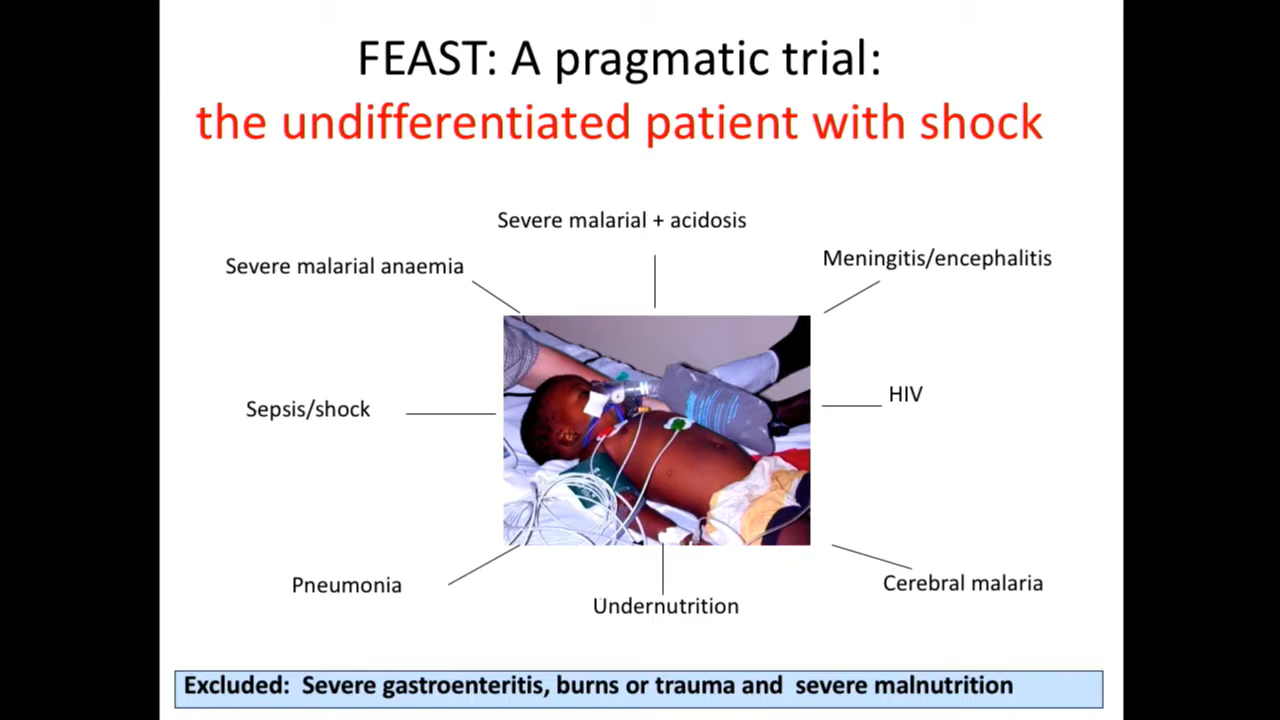 FEAST: A pragmatic trial:
the undifferentiated patient with shock
Severe malarial + acidosis
Severe malarial anaemia
Meningitis/encephalitis
Sepsis/shock
HIV
Pneumonia
Undernutrition
Cerebral malaria
Excluded: Severe gastroenteritis, burns or trauma and severe malnutrition